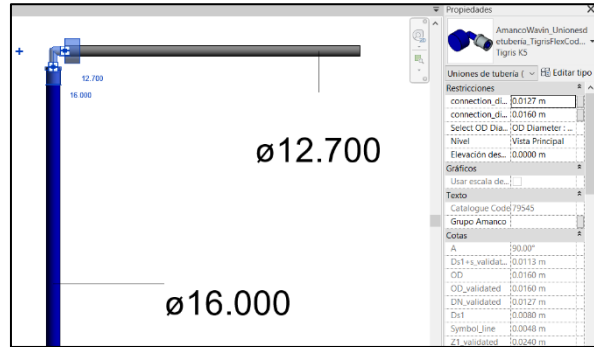 Propiedades
AmancoWavin_Unionesd
etubería_TigrisFlexCod...
Tigris K5
Uniones de tubería (
Editar tipo
Restricciones
connection_di... 0.0127 m
connection_di... 0.0160 m
Select OD Dia... OD Diameter : ...
Nivel Vista Principal
Elevación des... 0.0000 m
Gráficos
Usar escala de...
Texto
Catalogue Code 79545
Grupo Amanco
Cotas
A 90.00°
Ds1+s_validat... 0.0113 m
OD 0.0160 m
OD_validated 0.0160 m
DN_validated 0.0127 m
Ds1 0.0080 m
Symbol_line 0.0048 m
Z1_validated 0.0240 m
12.700
16.000
ø12.700
ø16.000